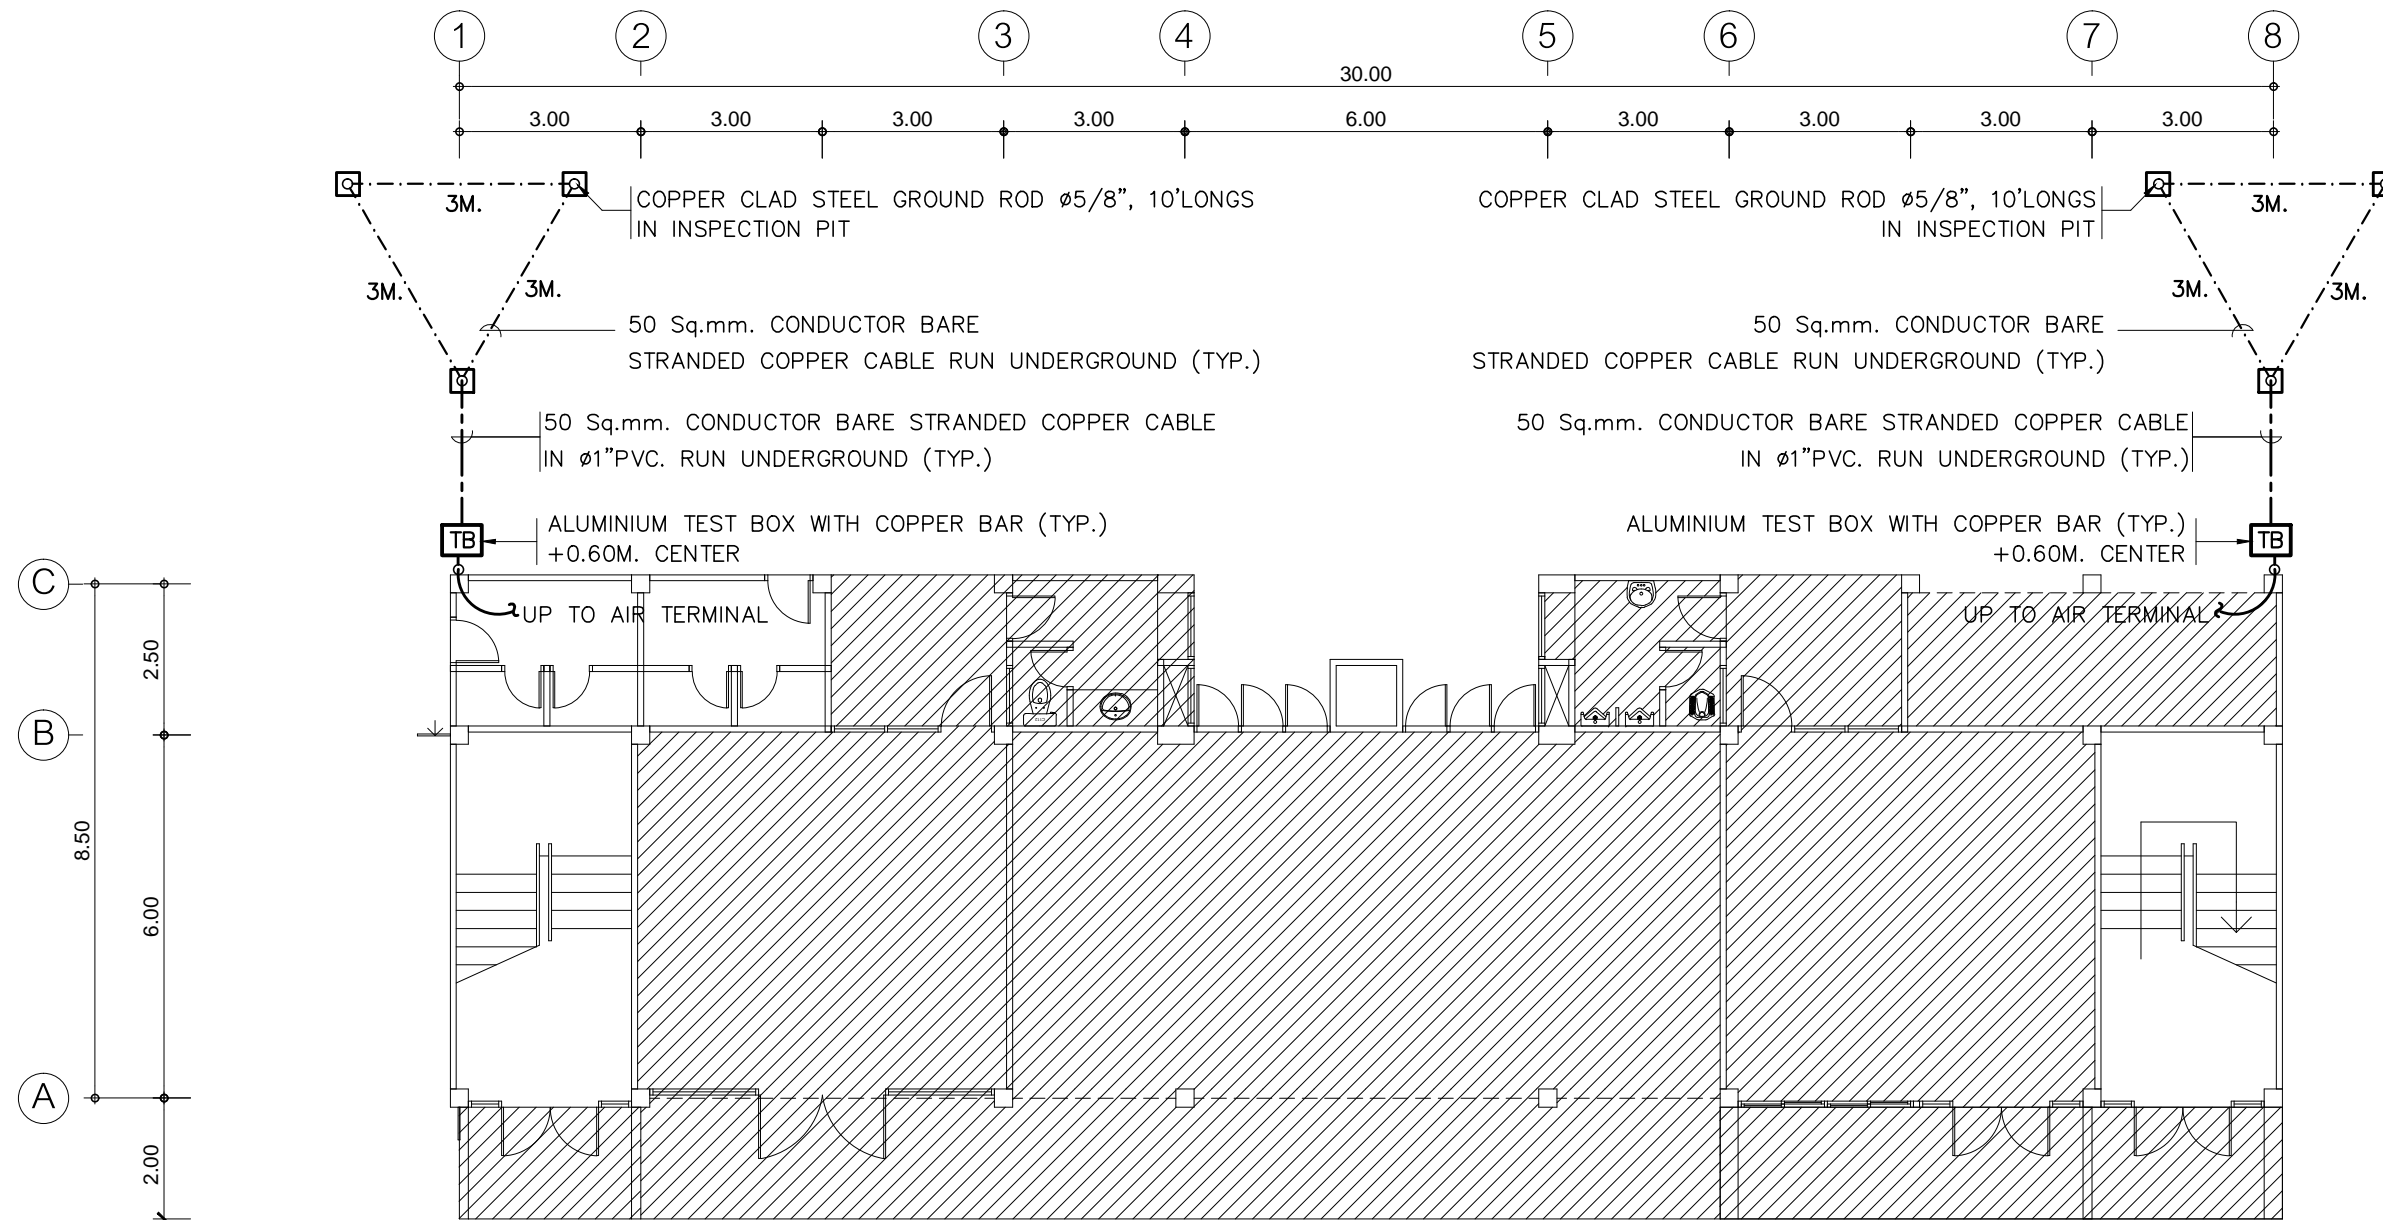 1 2 3 4 5 6 7 8
30.00
3.00 3.00 3.00 3.00 6.00 3.00 3.00 3.00 3.00
3M.
3M.
3M.
COPPER CLAD STEEL GROUND ROD ø5/8”, 10’LONGS
IN INSPECTION PIT
50 Sq.mm. CONDUCTOR BARE
STRANDED COPPER CABLE RUN UNDERGROUND (TYP.)
50 Sq.mm. CONDUCTOR BARE STRANDED COPPER CABLE
IN ø1”PVC. RUN UNDERGROUND (TYP.)
TB
ALUMINIUM TEST BOX WITH COPPER BAR (TYP.)
+0.60M. CENTER
UP TO AIR TERMINAL
COPPER CLAD STEEL GROUND ROD ø5/8”, 10’LONGS
IN INSPECTION PIT
3M.
3M.
3M.
50 Sq.mm. CONDUCTOR BARE
STRANDED COPPER CABLE RUN UNDERGROUND (TYP.)
50 Sq.mm. CONDUCTOR BARE STRANDED COPPER CABLE
IN ø1”PVC. RUN UNDERGROUND (TYP.)
ALUMINIUM TEST BOX WITH COPPER BAR (TYP.)
+0.60M. CENTER
TB
UP TO AIR TERMINAL
C
2.50
B
8.50
6.00
A
2.00